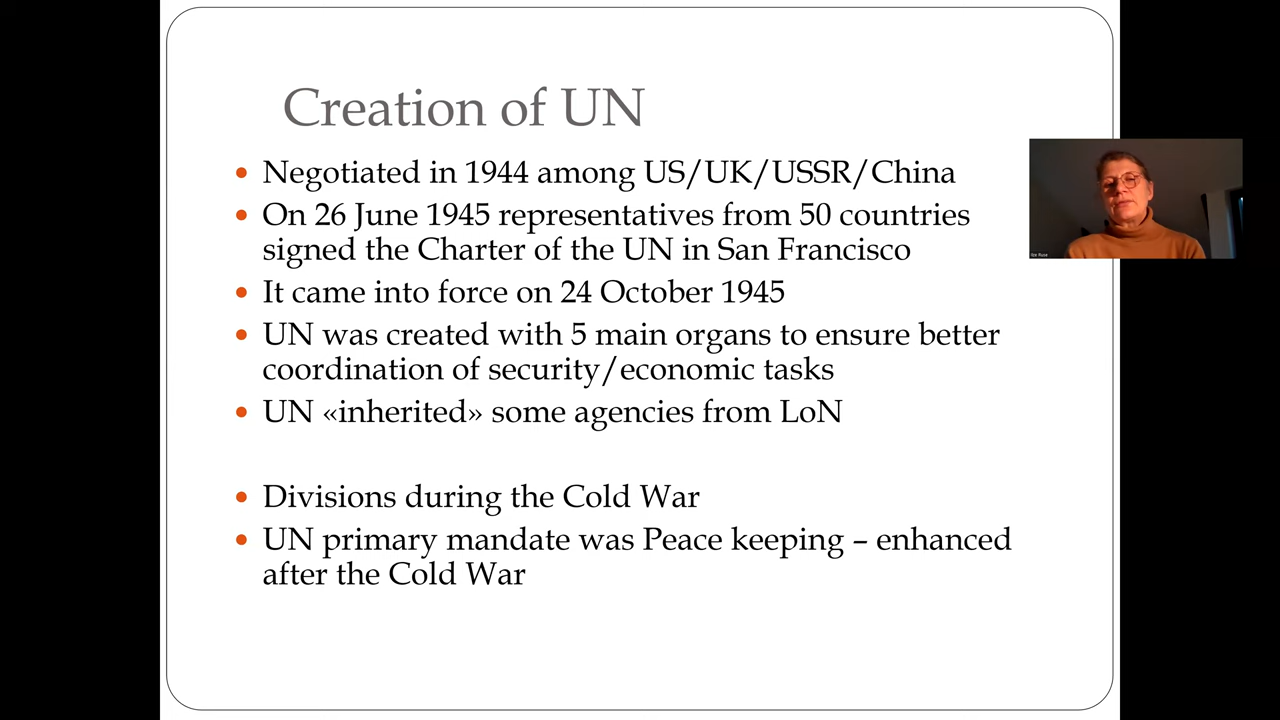 Creation of UN
Negotiated in 1944 among US/UK/USSR/China
On 26 June 1945 representatives from 50 countries
signed the Charter of the UN in San Francisco
It came into force on 24 October 1945
UN was created with 5 main organs to ensure better
coordination of security/economic tasks
UN «inherited» some agencies from LoN
Divisions during the Cold War
UN primary mandate was Peace keeping – enhanced
after the Cold War